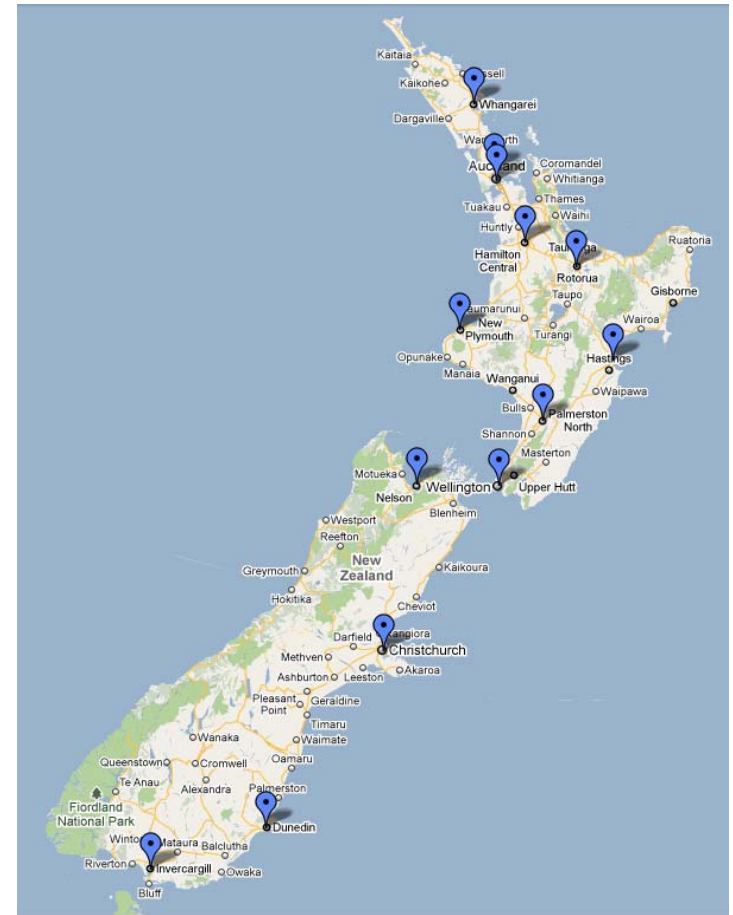 Kaitaia
Kaikohe
Whangarei
Dargaville
Auckland
Coromandel
Whitianga
Thames
Tuakau
Waihi
Huntly
Hamilton
Central
Rotorua
Ruatoria
Taupo
Gisborne
New
Plymouth
Turangi
Wairoa
Opunake
Hastings
Manaia
Wanganui
Waipawa
Bulls
Palmerston
North
Shannon
Masterton
Motueka
Wellington
Upper Hutt
Nelson
Blenheim
Westport
Reefton
New
Zealand
Greymouth
Kaikoura
Hokitika
Cheviot
Darfield
Christchurch
Methven
Akaroa
Ashburton
Leeston
Pleasant
Point
Geraldine
Timaru
Wanaka
Waimate
Queenstown
Cromwell
Oamaru
Te Anau
Alexandra
Palmerston
Fiordland
National Park
Dunedin
Mataura
Balclutha
Riverton
Invercargill
Owaka
Bluff